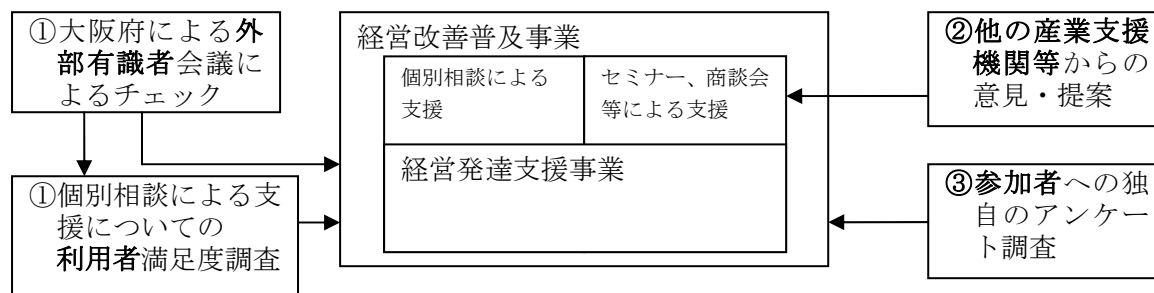 ①大阪府による外
部有識者会議に
よるチェック
①個別相談による支
援についての
利用者満足度調査
経営改善普及事業
個別相談による
支援
セミナー、商談会
等による支援
経営発達支援事業
②他の産業支援
機関等からの
意見・提案
③参加者への独
自のアンケー
ト調査